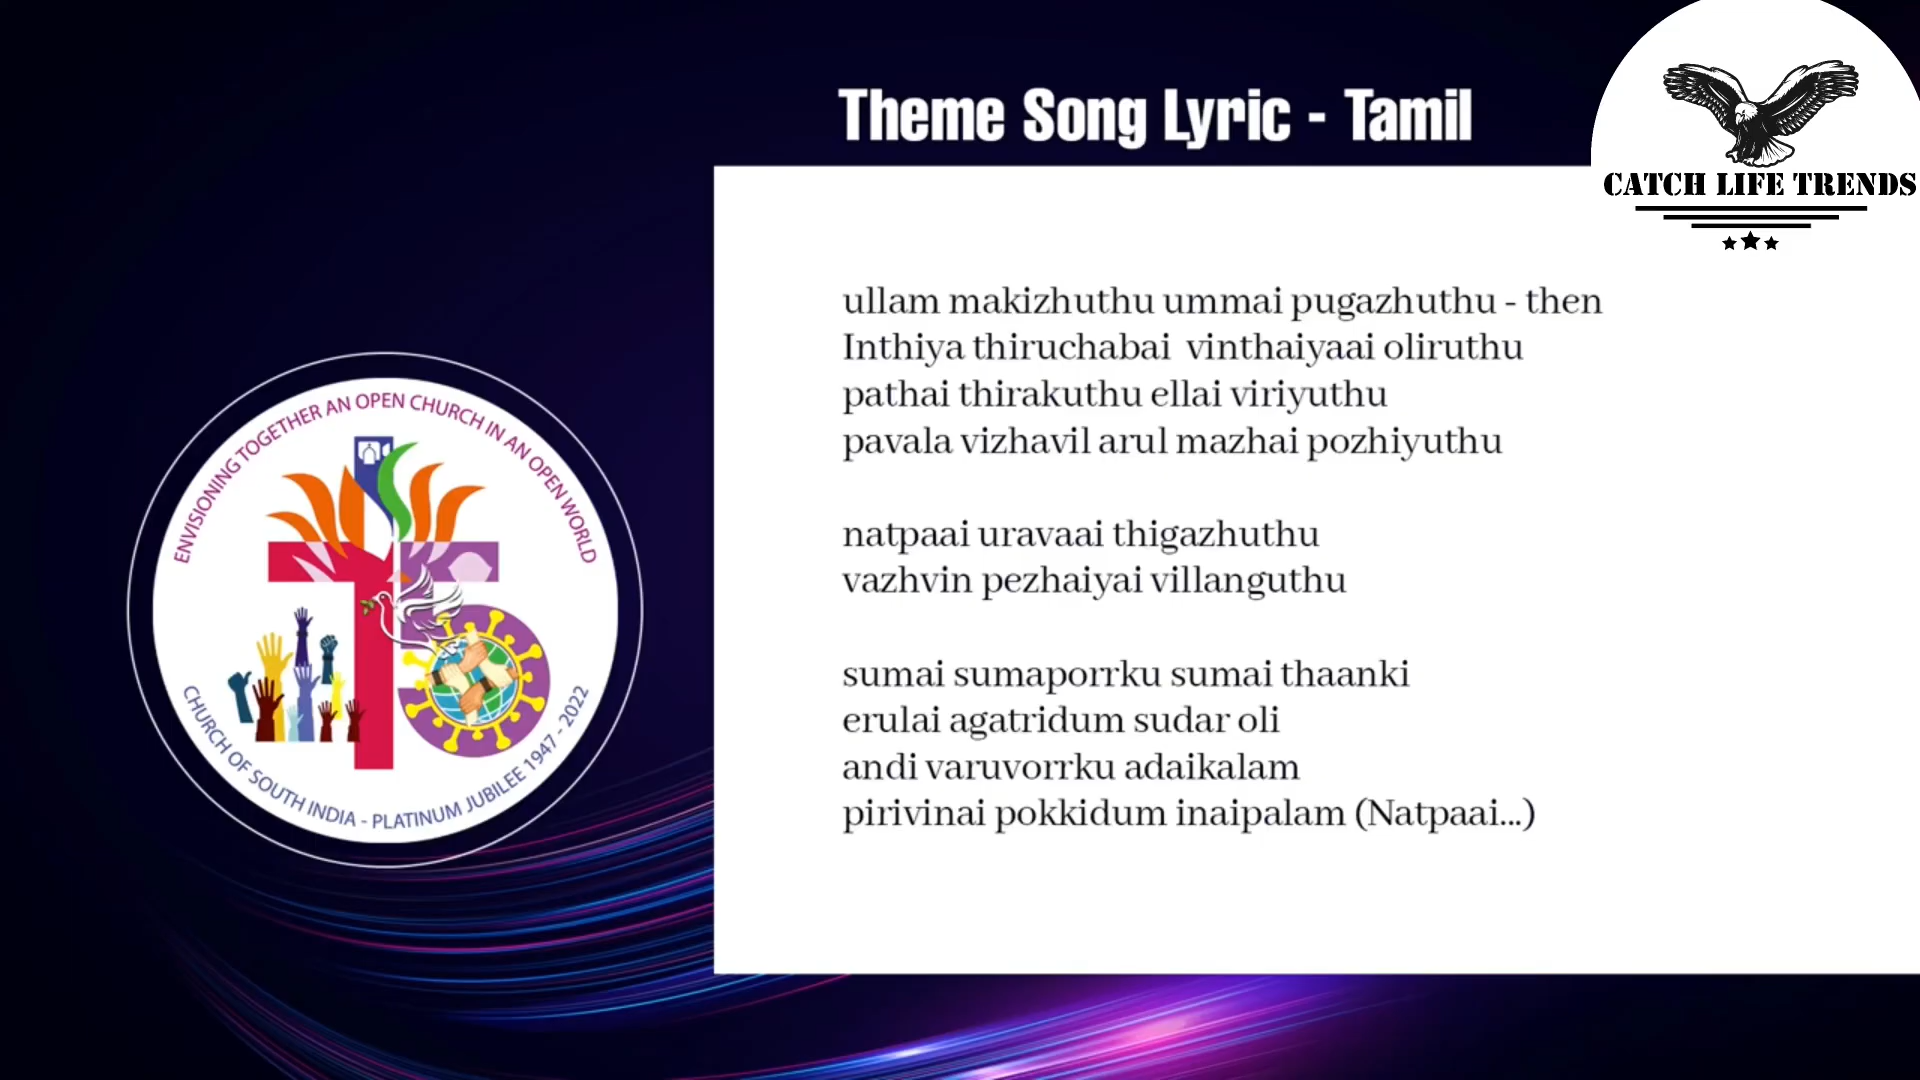 Theme Song Lyric - Tamil
CATCH LIFE TRENDS
ullam makizhuthu ummai pugazhuthu - then
Inthiya thiruchabai vinthaiyaai oliruthu
pathai thirakuthu ellai viriyuthu
pavala vizhavil arul mazhai pozhiyuthu
natpaai uravaai thigazhuthu
vazhvin pezhaiyai villanguthu
sumai sumaporrku sumai thaanki
erulai agatridum sudar oli
andi varuvorrku adaikalam
pirivinai pokkidum inaipalam (Natpaai...)
ENVISIONING TOGETHER AN OPEN CHURCH IN AN OPEN WORLD
75
CHURCH OF SOUTH INDIA - PLATINUM JUBILEE 1947 - 2022